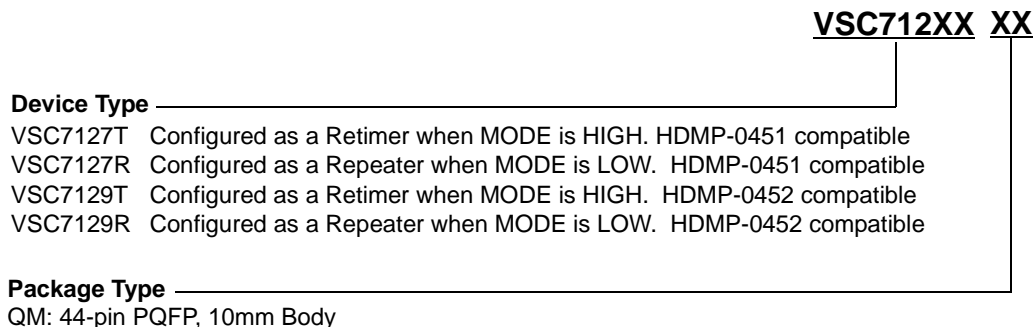 VSC712XX XX
Device Type
VSC7127T Configured as a Retimer when MODE is HIGH. HDMP-0451 compatible
VSC7127R Configured as a Repeater when MODE is LOW. HDMP-0451 compatible
VSC7129T Configured as a Retimer when MODE is HIGH. HDMP-0452 compatible
VSC7129R Configured as a Repeater when MODE is LOW. HDMP-0452 compatible
Package Type
QM: 44-pin PQFP, 10mm Body